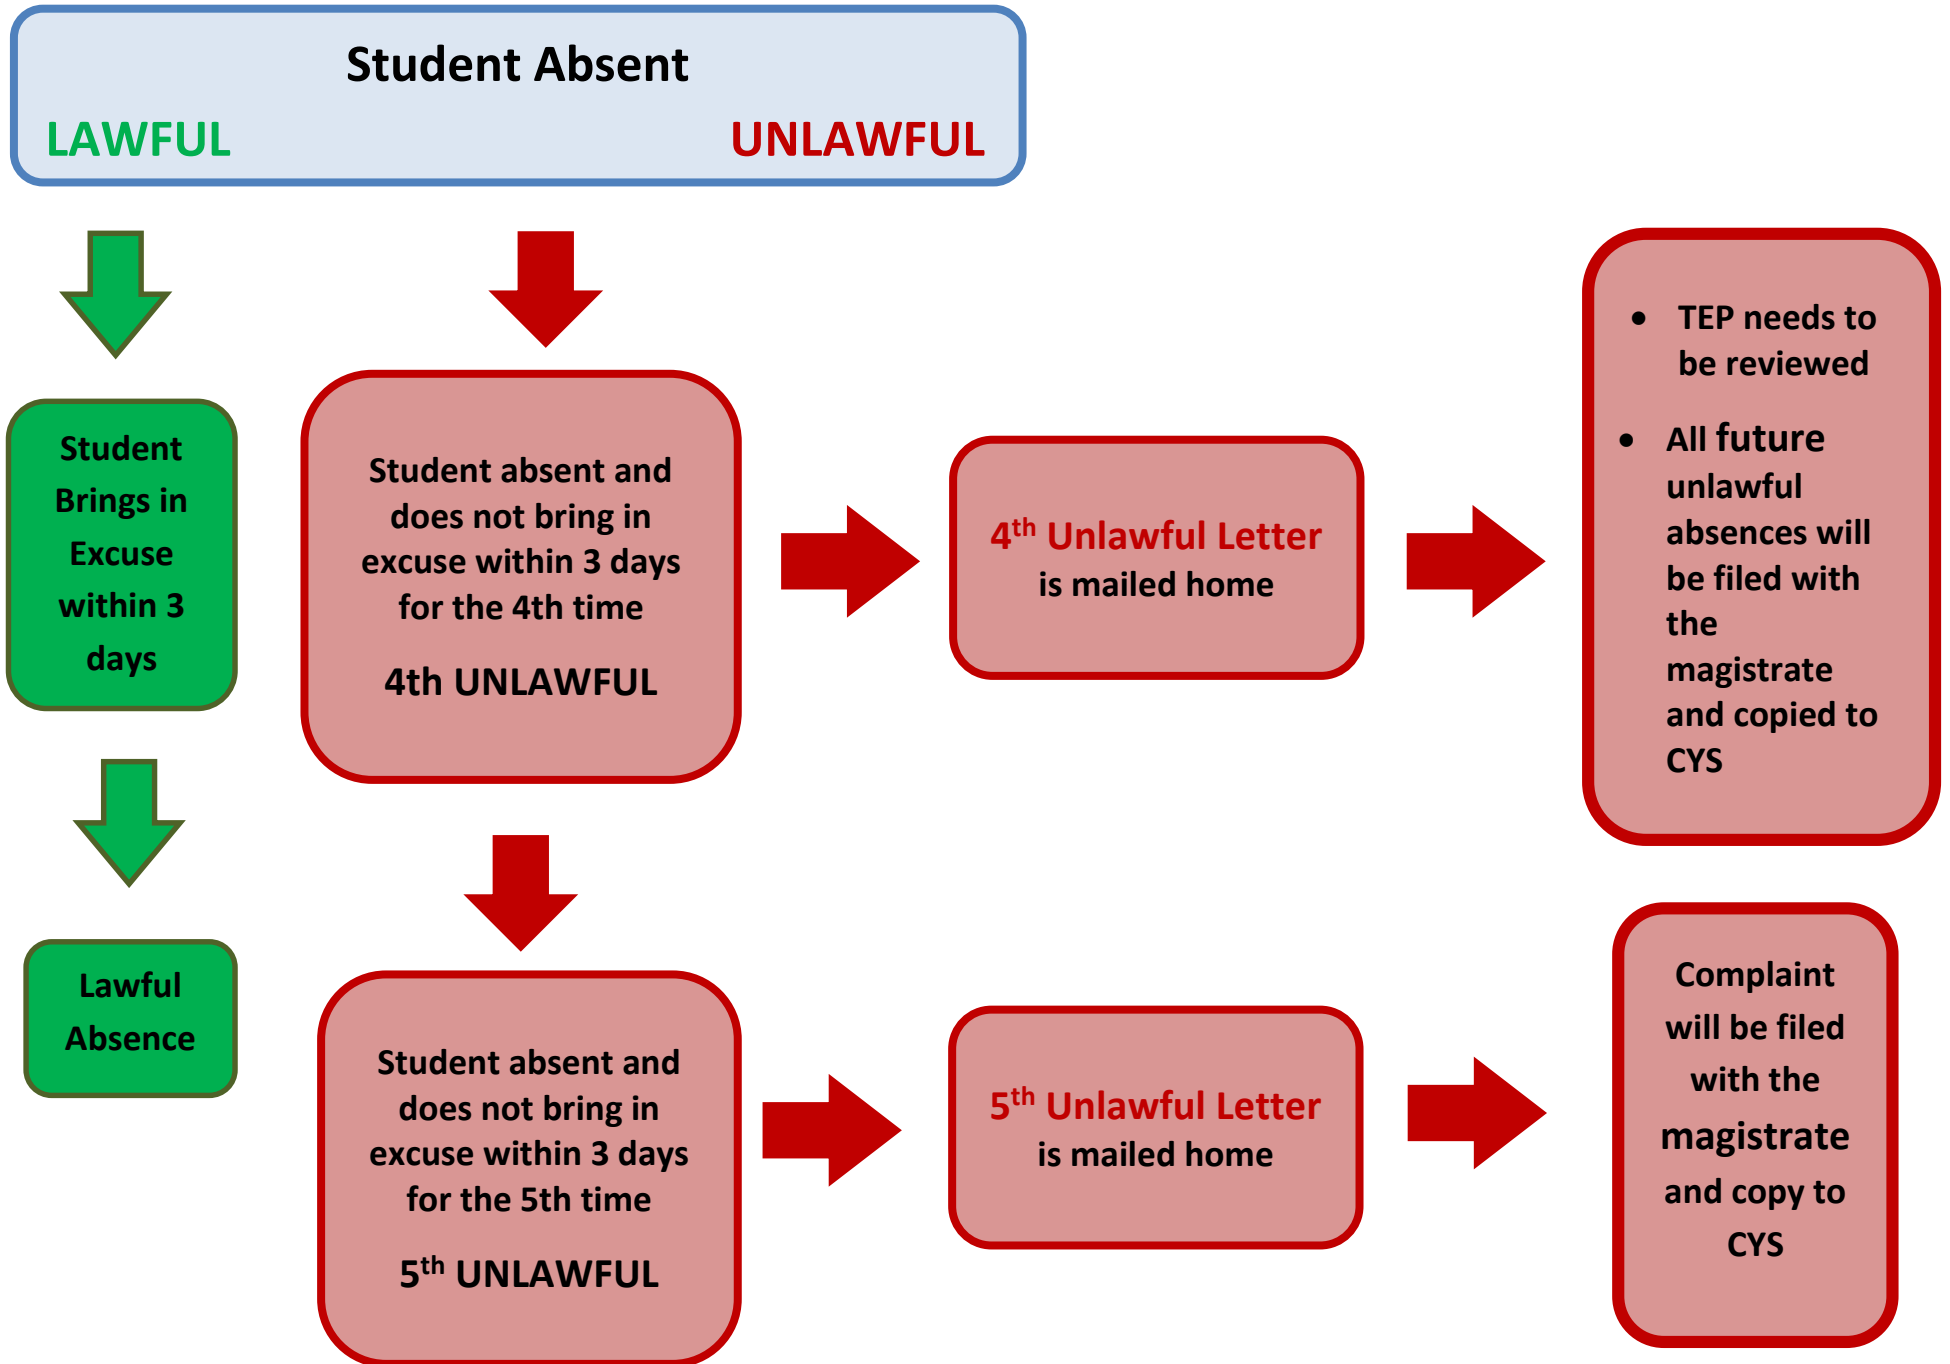 Student Absent
LAWFUL UNLAWFUL
Student
Brings in
Excuse
within 3
days
Lawful
Absence
Student absent and
does not bring in
excuse within 3 days
for the 4th time
4th UNLAWFUL
4th Unlawful Letter
is mailed home
• TEP needs to
be reviewed
• All future
unlawful
absences will
be filed with
the
magistrate
and copied to
CYS
Student absent and
does not bring in
excuse within 3 days
for the 5th time
5th UNLAWFUL
5th Unlawful Letter
is mailed home
Complaint
will be filed
with the
magistrate
and copy to
CYS